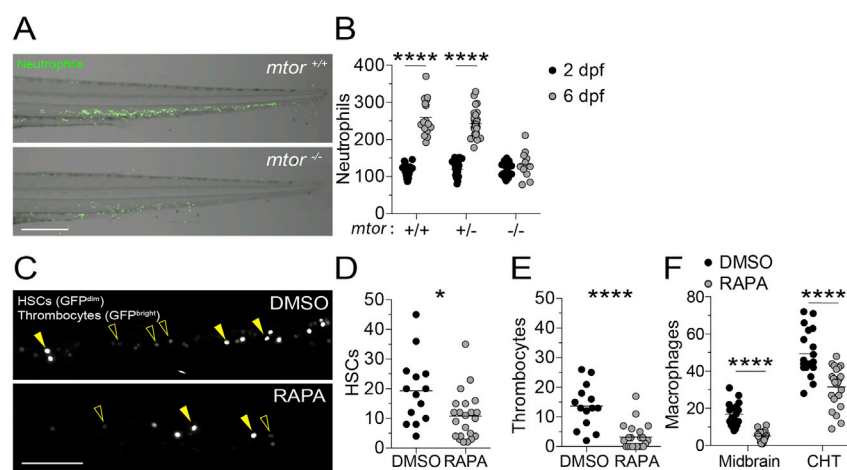 A
Neutrophils
mtor +/+
mtor -/-
B
**** ****
2 dpf
6 dpf
Neutrophils
400
300
200
100
0
mtor : +/+ +/- -/-
C
HSCs (GFPdim)
Thrombocytes (GFPbright)
DMSO
RAPA
D
*
HSCs
50
40
30
20
10
0
DMSO RAPA
E
****
Thrombocytes
50
40
30
20
10
0
DMSO RAPA
F
DMSO
RAPA
****
****
Macrophages
80
60
40
20
0
Midbrain CHT